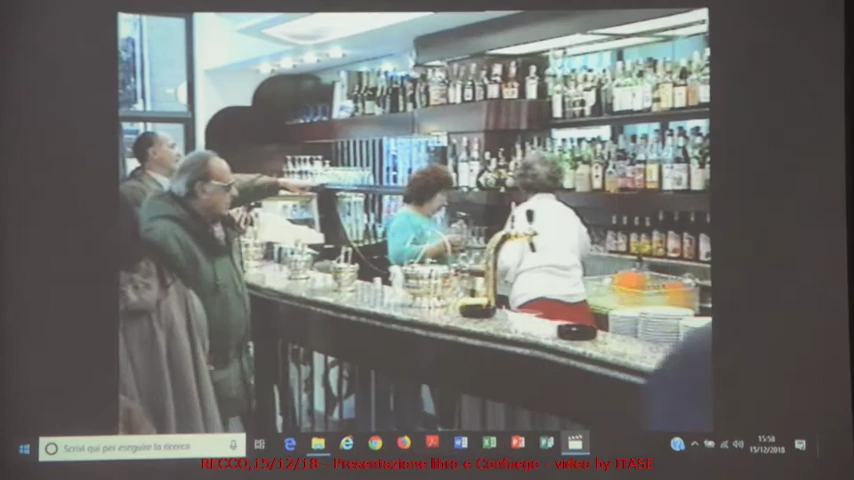 Scrivi qui per eseguire la ricerca
15:58
15/12/2018
RECCO,15/12/18 - Presentazione libro e Confuego - video by ITASE